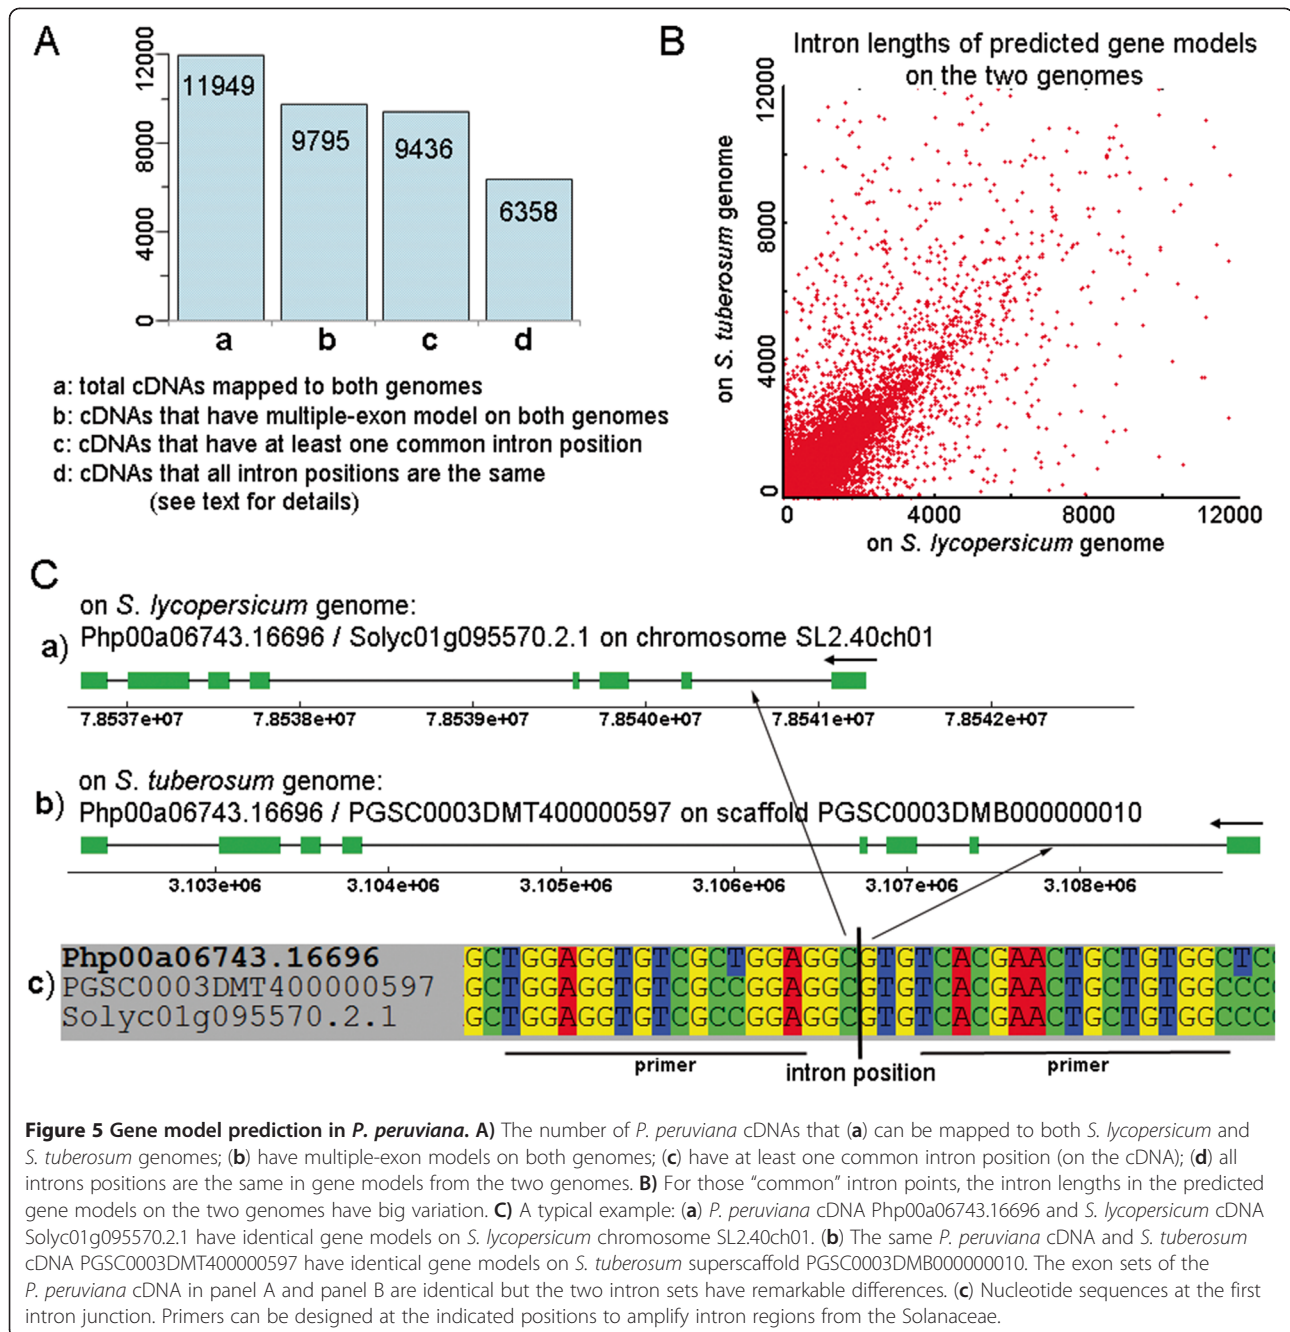 A
12000
8000
4000
0
11949
9795
9436
6358
a b c d
a: total cDNAs mapped to both genomes
b: cDNAs that have multiple-exon model on both genomes
c: cDNAs that have at least one common intron position
d: cDNAs that all intron positions are the same
(see text for details)
B
Intron lengths of predicted gene models
on the two genomes
on S. tuberosum genome
12000
8000
4000
0
0 4000 8000 12000
on S. lycopersicum genome
C
on S. lycopersicum genome:
a) Php00a06743.16696 / Solyc01g095570.2.1 on chromosome SL2.40ch01
7.8537e+07 7.8538e+07 7.8539e+07 7.8540e+07 7.8541e+07 7.8542e+07
on S. tuberosum genome:
b) Php00a06743.16696 / PGSC0003DMT400000597 on scaffold PGSC0003DMB000000010
3.103e+06 3.104e+06 3.105e+06 3.106e+06 3.107e+06 3.108e+06
c)
Php00a06743.16696 GCTGGAGGTGTCGCTGGAGGCGTGTCACGAACTGCTGTGGCTCC
PGSC0003DMT400000597 GCTGGAGGTGTCGCCGGAGGCGTGTCACGAACTGCTGTGGCCCC
Solyc01g095570.2.1 GCTGGAGGTGTCGCCGGAGGCGTGTCACGAACTGCTGTGGCCCC
primer intron position primer
Figure 5 Gene model prediction in P. peruviana. A) The number of P. peruviana cDNAs that (a) can be mapped to both S. lycopersicum and
S. tuberosum genomes; (b) have multiple-exon models on both genomes; (c) have at least one common intron position (on the cDNA); (d) all
introns positions are the same in gene models from the two genomes. B) For those “common” intron points, the intron lengths in the predicted
gene models on the two genomes have big variation. C) A typical example: (a) P. peruviana cDNA Php00a06743.16696 and S. lycopersicum cDNA
Solyc01g095570.2.1 have identical gene models on S. lycopersicum chromosome SL2.40ch01. (b) The same P. peruviana cDNA and S. tuberosum
cDNA PGSC0003DMT400000597 have identical gene models on S. tuberosum superscaffold PGSC0003DMB000000010. The exon sets of the
P. peruviana cDNA in panel A and panel B are identical but the two intron sets have remarkable differences. (c) Nucleotide sequences at the first
intron junction. Primers can be designed at the indicated positions to amplify intron regions from the Solanaceae.